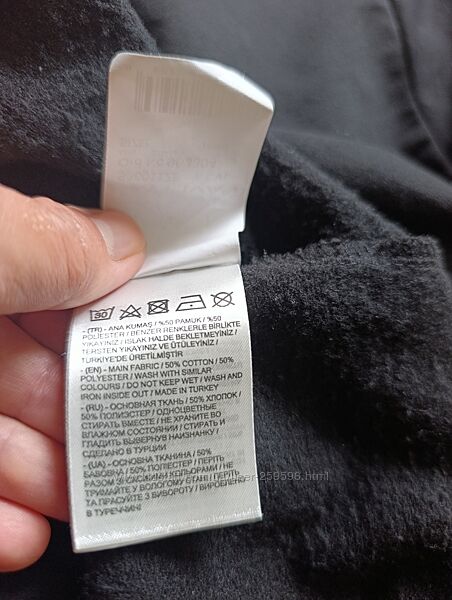 30
(TR) - ANA KUMAŞ / %50 PAMUK / %50
POLİESTER / BENZER RENKLERLE BİRLİKTE
YIKAYINIZ / ISLAK HALDE BEKLETMEYİNİZ /
TERSTEN YIKAYINIZ VE ÜTÜLEYİNİZ /
TÜRKİYE'DE ÜRETİLMİŞTİR
(EN) - MAIN FABRIC / 50% COTTON / 50%
POLYESTER / WASH WITH SIMILAR
COLOURS / DO NOT KEEP WET / WASH AND
IRON INSIDE OUT / MADE IN TURKEY
(RU) - ОСНОВНАЯ ТКАНЬ / 50% ХЛОПОК /
50% ПОЛИЭСТЕР / ОДНОЦВЕТНЫЕ
СТИРАТЬ ВМЕСТЕ / НЕ ХРАНИТЕ ВО
ВЛАЖНОМ СОСТОЯНИИ / СТИРАТЬ И
ГЛАДИТЬ ВЫВЕРНУВ НАИЗНАНКУ /
СДЕЛАНО В ТУРЦИИ
(UA) - ОСНОВНА ТКАНИНА / 50%
БАВОВНА / 50% ПОЛІЕСТЕР / ПЕРІТЬ
РАЗОМ ЗІ СХОЖИМИ КОЛЬОРАМИ / НЕ
ТРИМАЙТЕ У ВОЛОГОМУ СТАНІ / ПЕРІТЬ
ТА ПРАСУЙТЕ З ВИВОРОТУ / ВИРОБЛЕНО
В ТУРЕЧЧИНІ